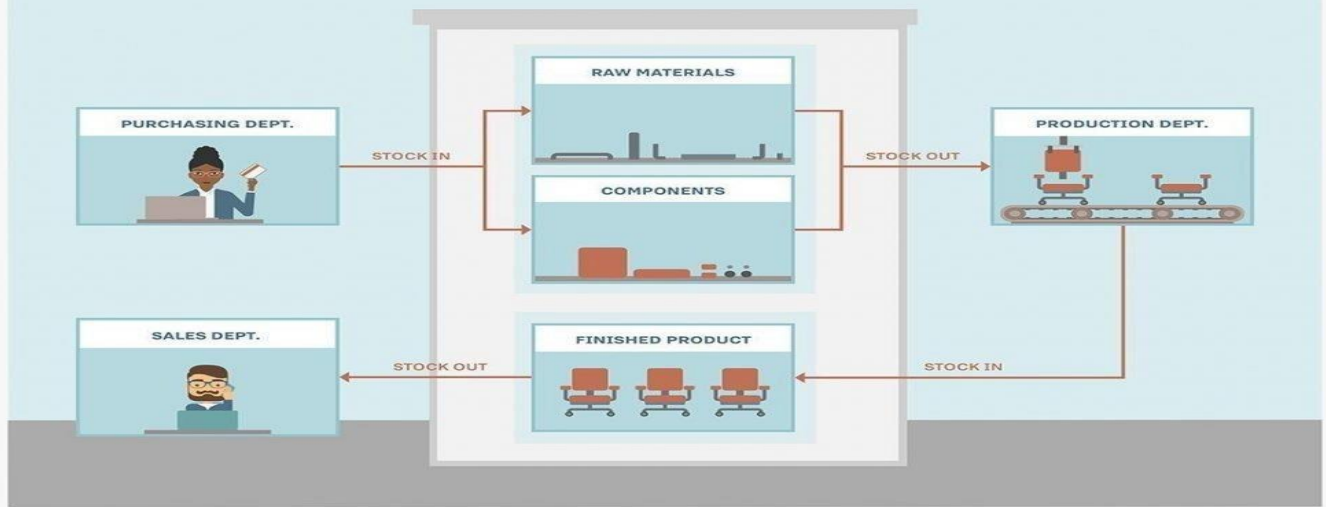 RAW MATERIALS
PURCHASING DEPT.
PRODUCTION DEPT.
STOCK IN
STOCK OUT
COMPONENTS
SALES DEPT.
FINISHED PRODUCT
STOCK OUT
STOCK IN